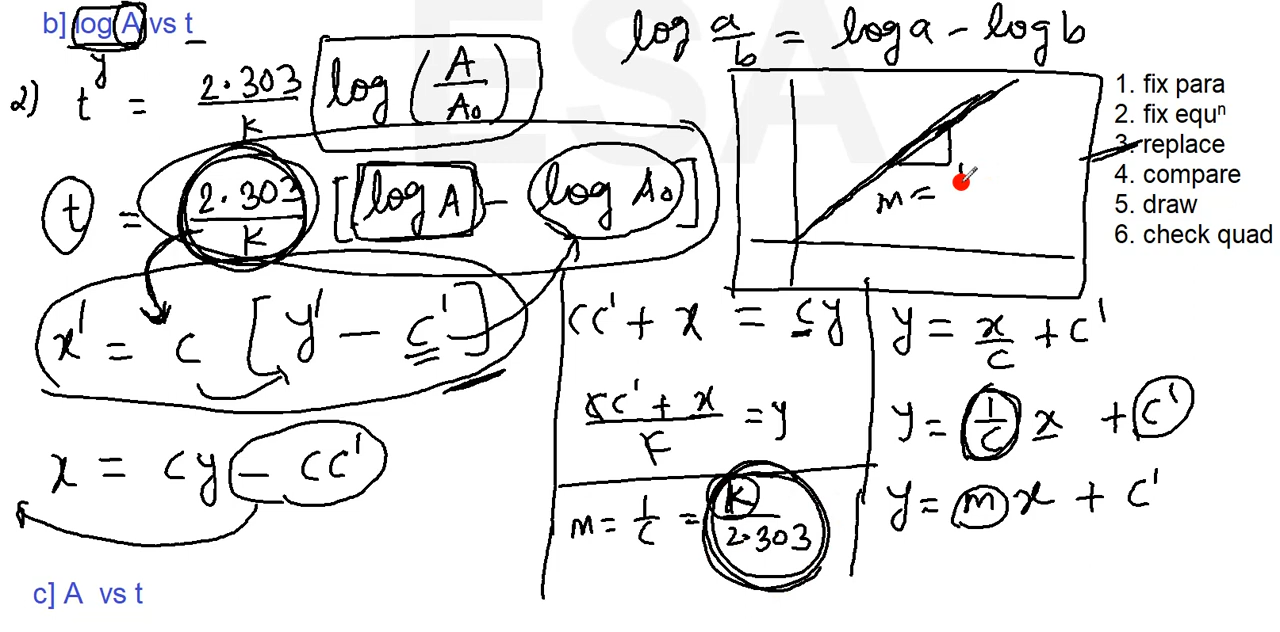 b] log A vs t
y
2) t = 2.303/k log (A/A₀)
t = 2.303/k [log A - log A₀]
x' = c [y' - c']
x = cy - cc'
c] A vs t
log a/b = log a - log b
m =
1. fix para
2. fix equⁿ
3. replace
4. compare
5. draw
6. check quad
cc' + x = cy
cc' + x / c = y
m = 1/c = k/2.303
y = x/c + c'
y = 1/c x + c'
y = m x + c'
ESA